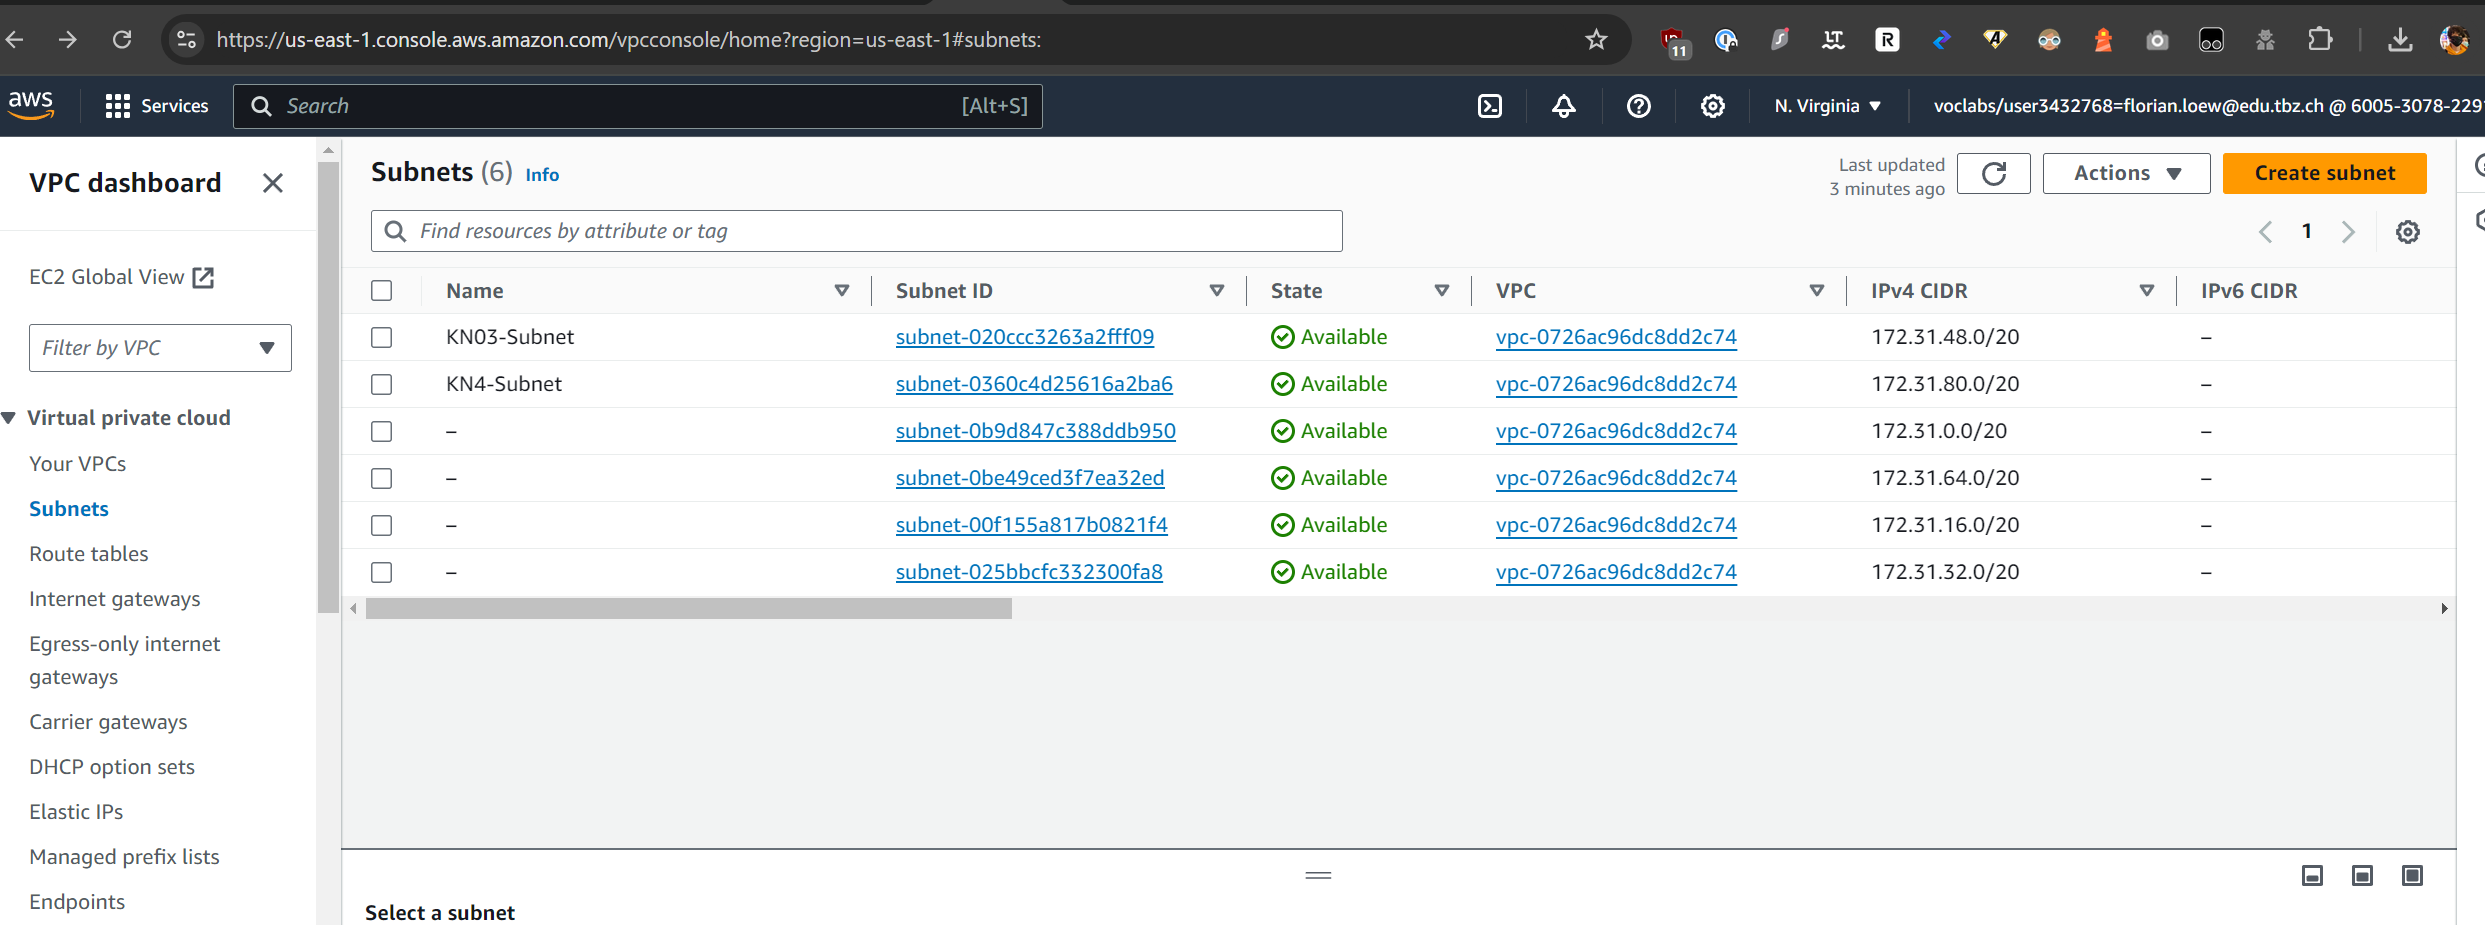 https://us-east-1.console.aws.amazon.com/vpcconsole/home?region=us-east-1#subnets:
11
aws
Services
Search
[Alt+S]
N. Virginia
voclabs/user3432768=florian.loew@edu.tbz.ch @ 6005-3078-229
VPC dashboard
EC2 Global View
Filter by VPC
Virtual private cloud
Your VPCs
Subnets
Route tables
Internet gateways
Egress-only internet
gateways
Carrier gateways
DHCP option sets
Elastic IPs
Managed prefix lists
Endpoints
Subnets (6) Info
Last updated
3 minutes ago
Actions
Create subnet
Find resources by attribute or tag
1
Name Subnet ID State VPC IPv4 CIDR IPv6 CIDR
KN03-Subnet subnet-020ccc3263a2fff09 Available vpc-0726ac96dc8dd2c74 172.31.48.0/20 –
KN4-Subnet subnet-0360c4d25616a2ba6 Available vpc-0726ac96dc8dd2c74 172.31.80.0/20 –
– subnet-0b9d847c388ddb950 Available vpc-0726ac96dc8dd2c74 172.31.0.0/20 –
– subnet-0be49ced3f7ea32ed Available vpc-0726ac96dc8dd2c74 172.31.64.0/20 –
– subnet-00f155a817b0821f4 Available vpc-0726ac96dc8dd2c74 172.31.16.0/20 –
– subnet-025bbcfc332300fa8 Available vpc-0726ac96dc8dd2c74 172.31.32.0/20 –
Select a subnet